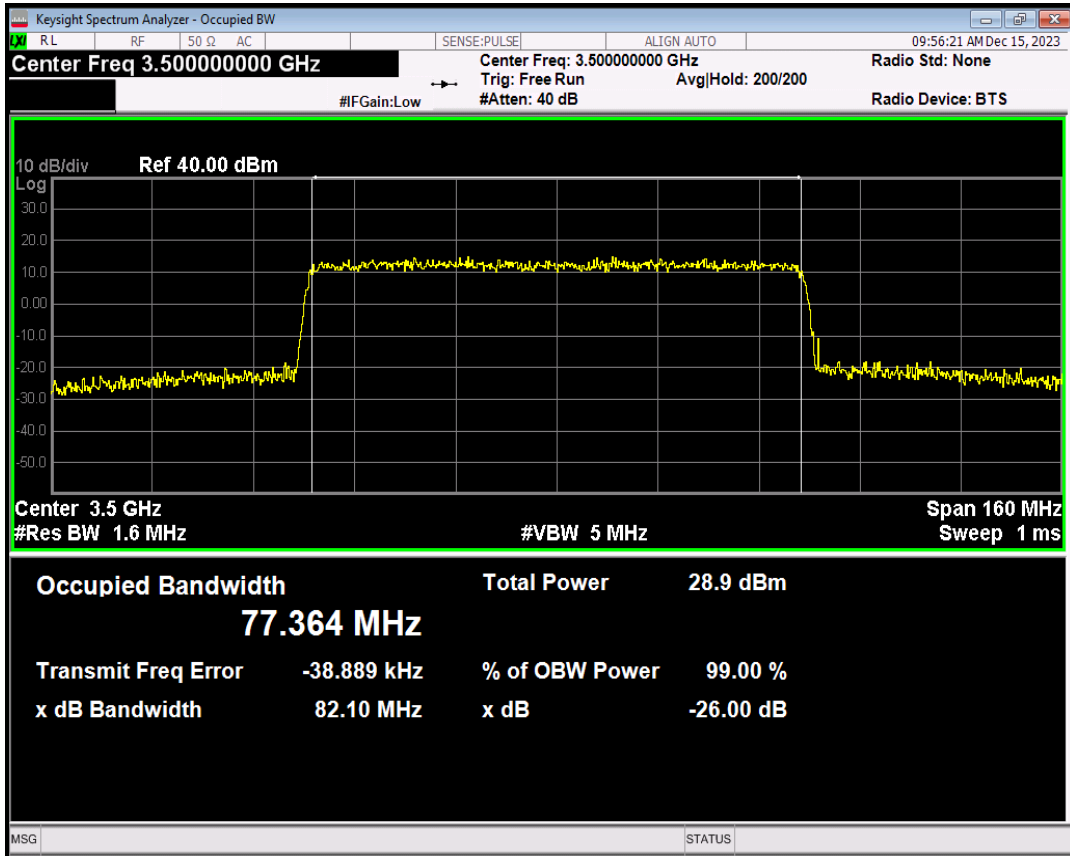 Keysight Spectrum Analyzer - Occupied BW
LXI RL RF 50 Ω AC SENSE:PULSE ALIGN AUTO 09:56:21 AM Dec 15, 2023
Center Freq 3.500000000 GHz Center Freq: 3.500000000 GHz Radio Std: None
Trig: Free Run Avg|Hold: 200/200
#IFGain:Low #Atten: 40 dB Radio Device: BTS
10 dB/div Ref 40.00 dBm
Log
30.0
20.0
10.0
0.00
-10.0
-20.0
-30.0
-40.0
-50.0
Center 3.5 GHz Span 160 MHz
#Res BW 1.6 MHz #VBW 5 MHz Sweep 1 ms
Occupied Bandwidth Total Power 28.9 dBm
77.364 MHz
Transmit Freq Error -38.889 kHz % of OBW Power 99.00 %
x dB Bandwidth 82.10 MHz x dB -26.00 dB
MSG STATUS